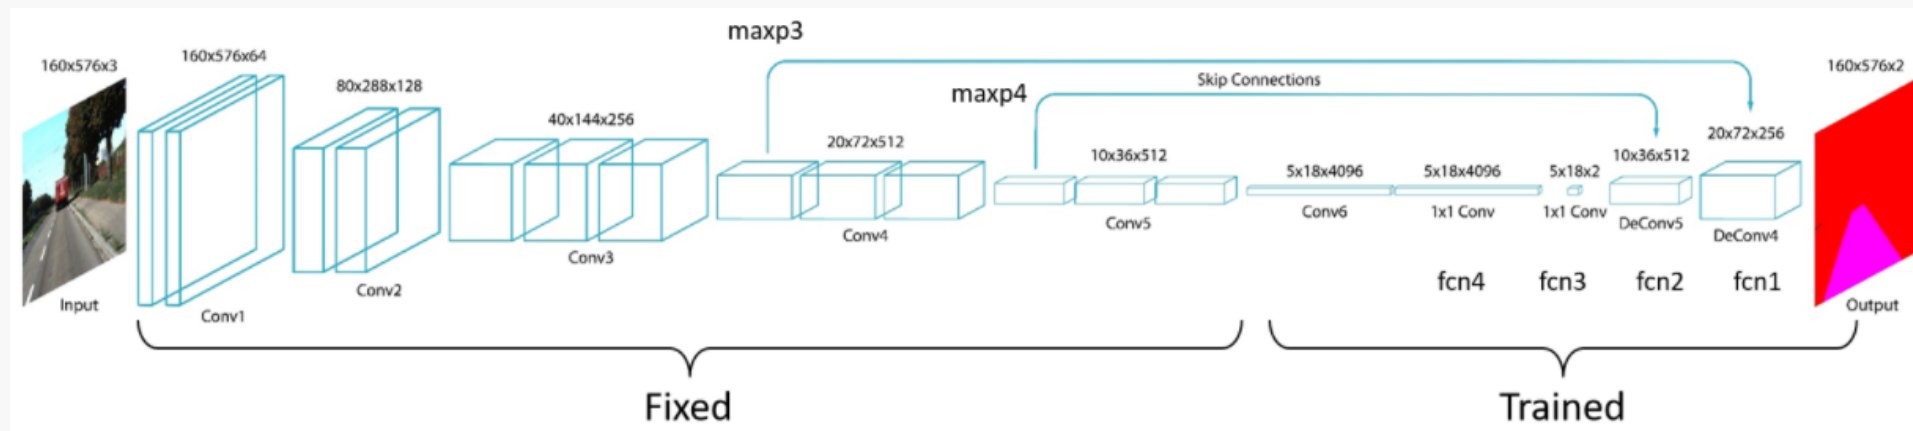 maxp3
Skip Connections
maxp4
160x576x3
Input
160x576x64
Conv1
80x288x128
Conv2
40x144x256
Conv3
20x72x512
Conv4
10x36x512
Conv5
5x18x4096
Conv6
5x18x4096
1x1 Conv
5x18x2
1x1 Conv
10x36x512
DeConv5
20x72x256
DeConv4
160x576x2
Output
fcn4
fcn3
fcn2
fcn1
Fixed
Trained